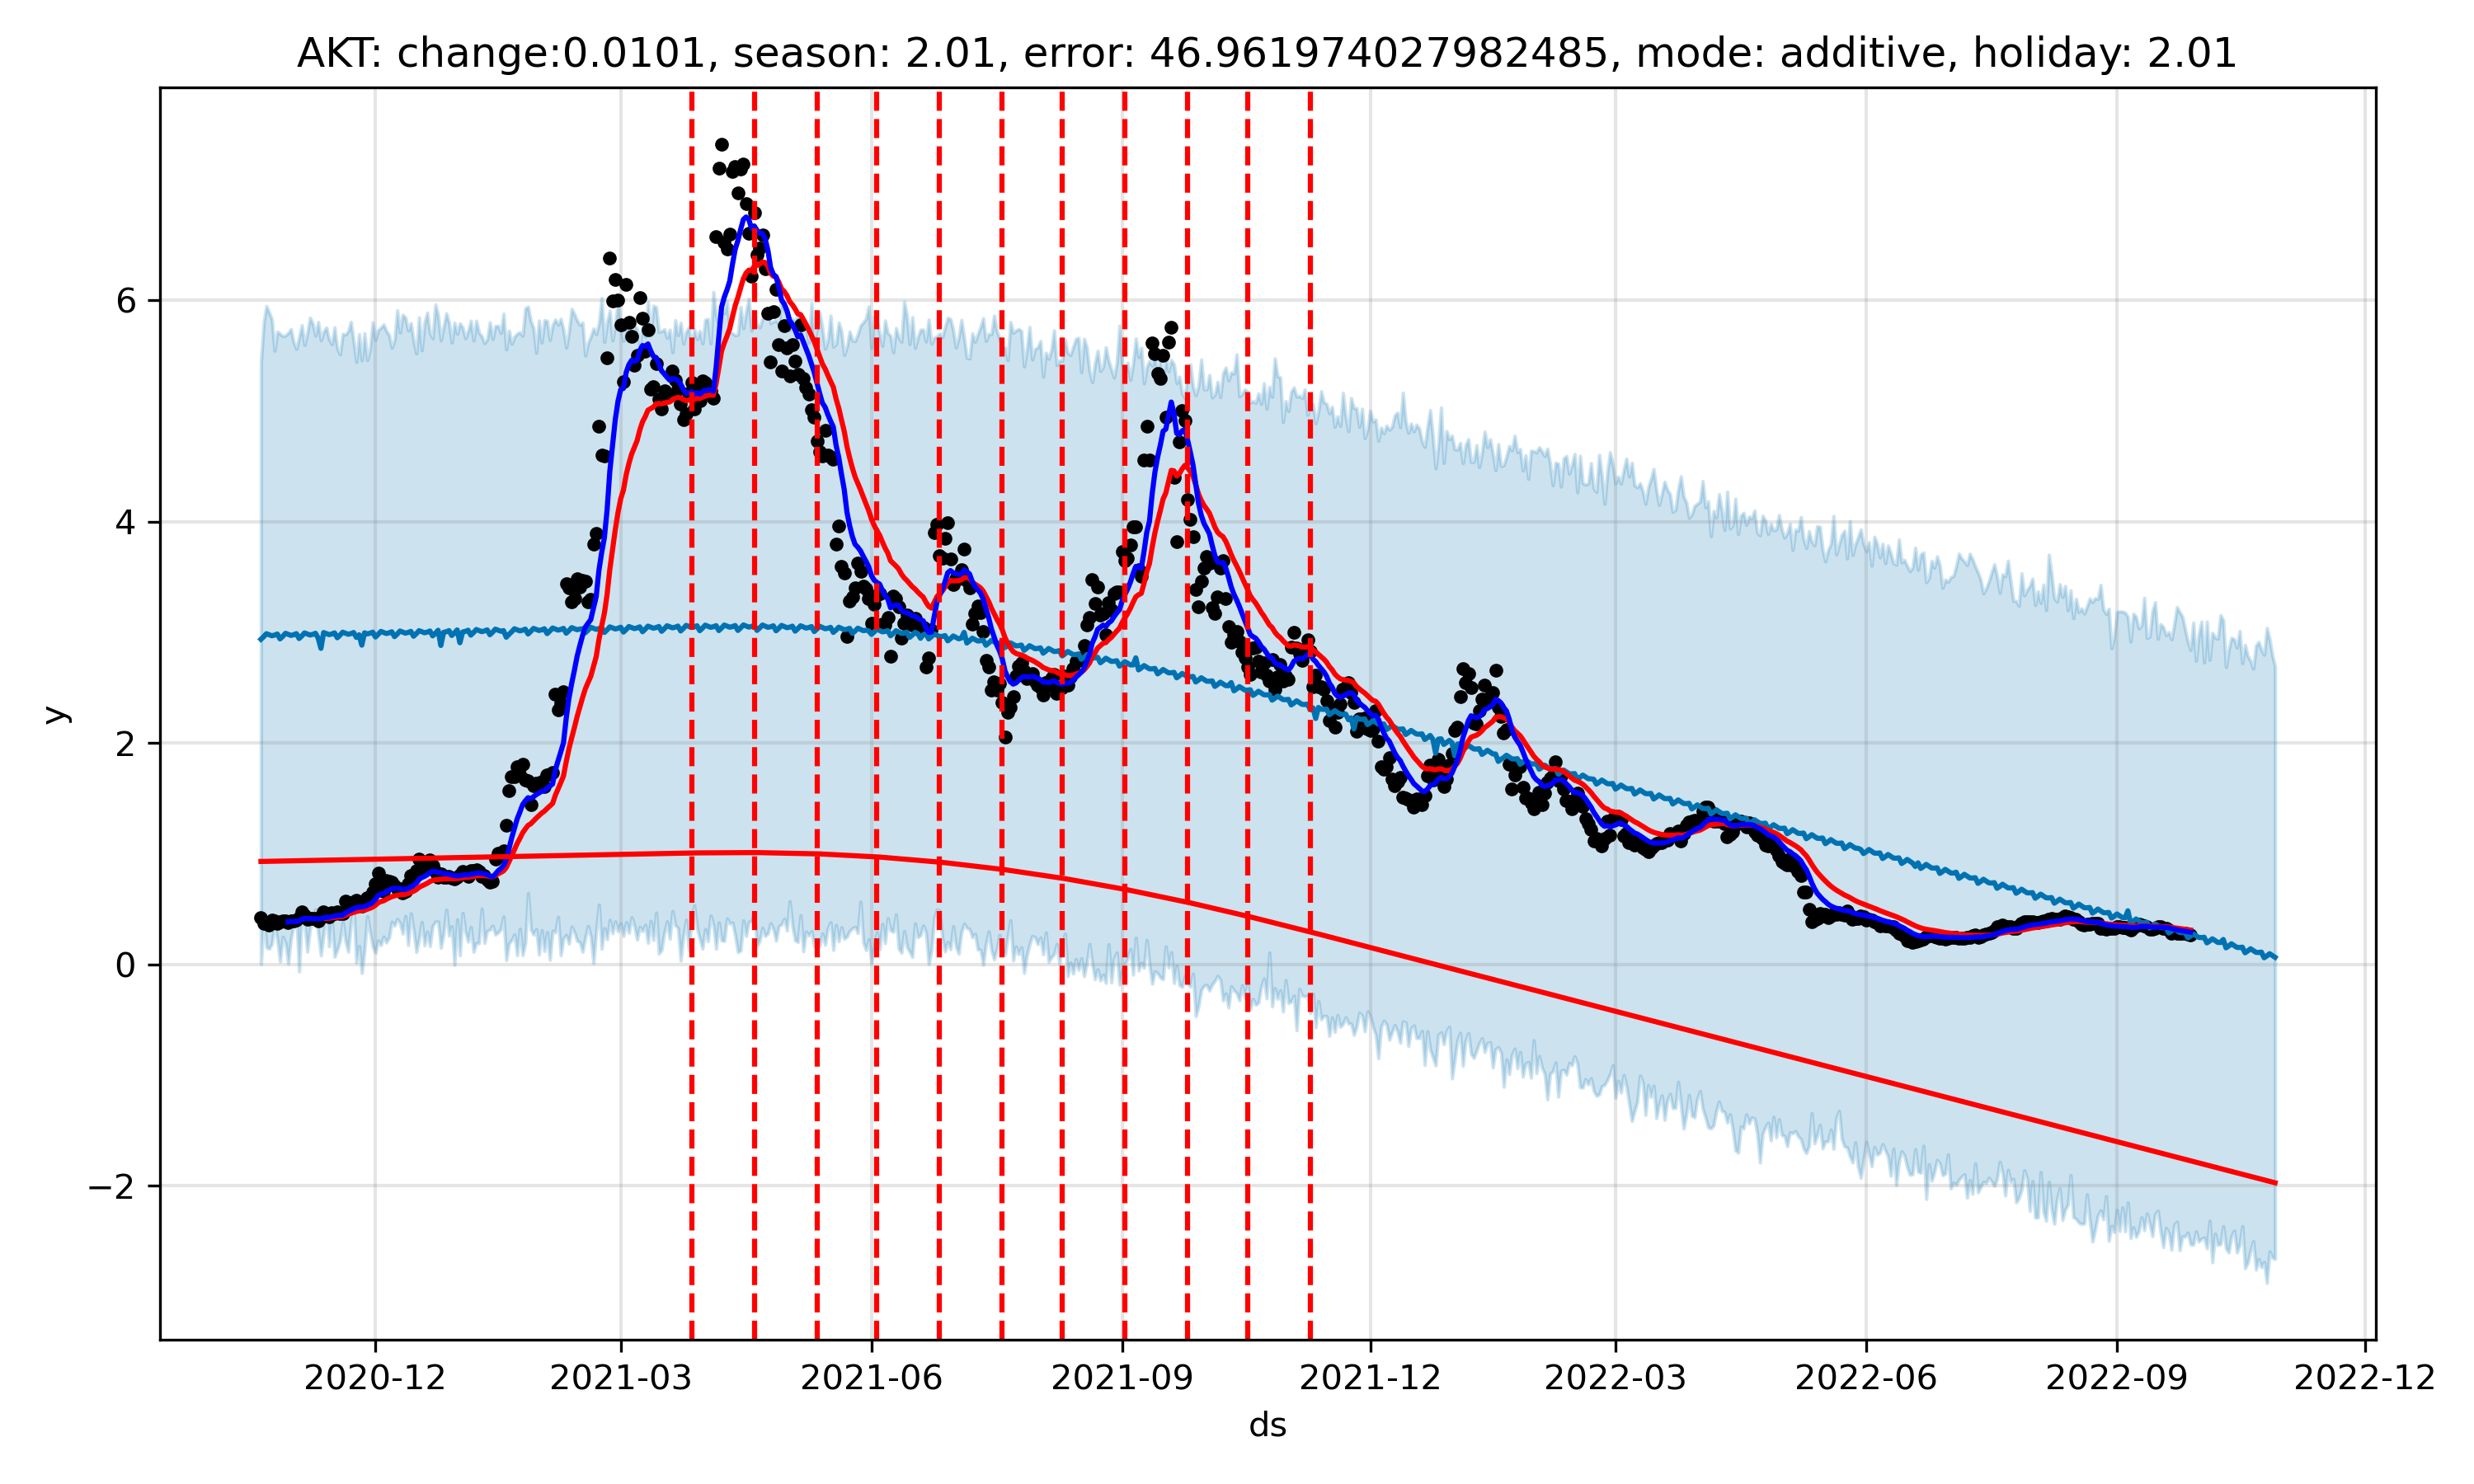 AKT: change:0.0101, season: 2.01, error: 46.961974027982485, mode: additive, holiday: 2.01
y
6
4
2
0
−2
2020-12 2021-03 2021-06 2021-09 2021-12 2022-03 2022-06 2022-09 2022-12
ds